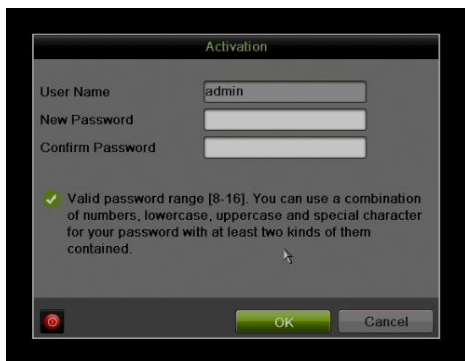 Activation
User Name
admin
New Password
Confirm Password
Valid password range [8-16]. You can use a combination
of numbers, lowercase, uppercase and special character
for your password with at least two kinds of them
contained.
OK
Cancel